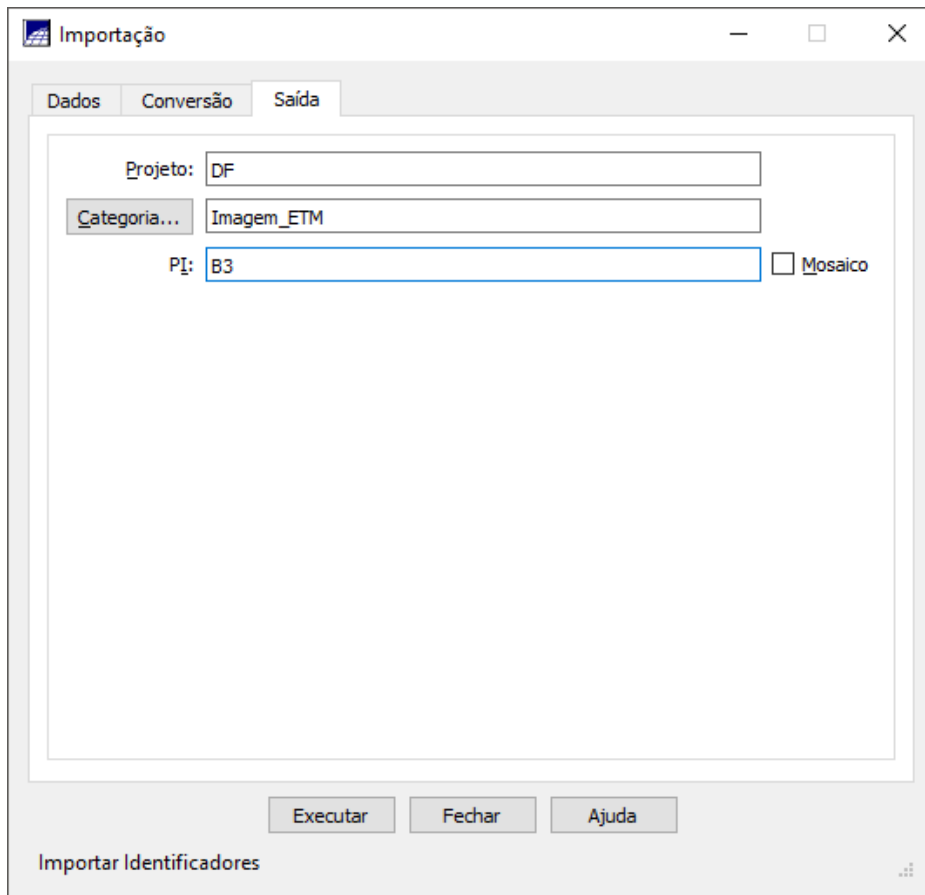 Importação
Dados Conversão Saída
Projeto: DF
Categoria... Imagem_ETM
PI: B3 Mosaico
Executar Fechar Ajuda
Importar Identificadores